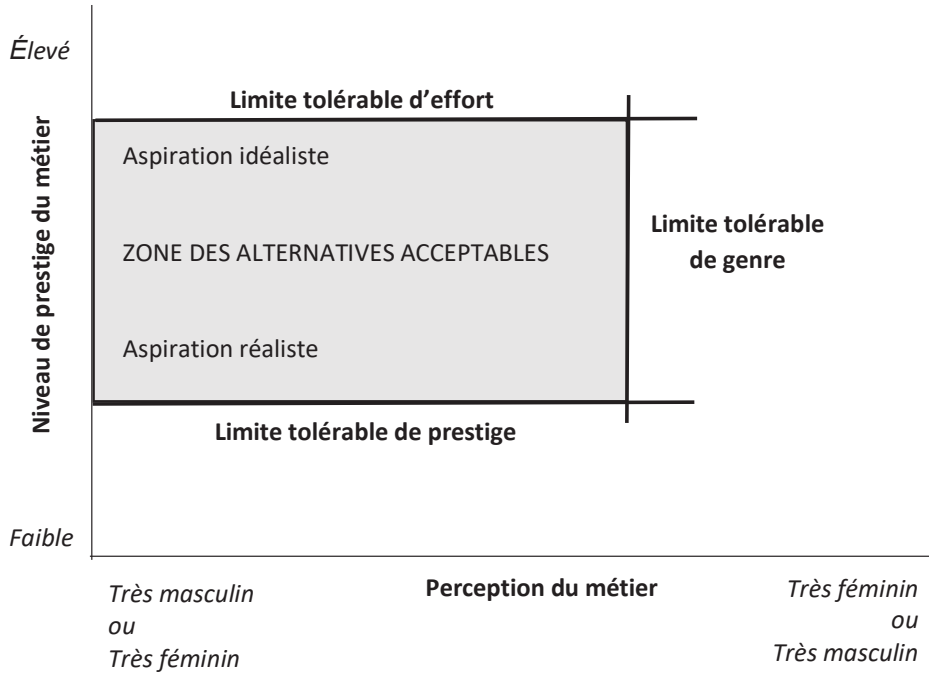 Élevé
Limite tolérable d’effort
Niveau de prestige du métier
Aspiration idéaliste
Limite tolérable
de genre
ZONE DES ALTERNATIVES ACCEPTABLES
Aspiration réaliste
Limite tolérable de prestige
Faible
Très masculin
ou
Très féminin
Perception du métier
Très féminin
ou
Très masculin